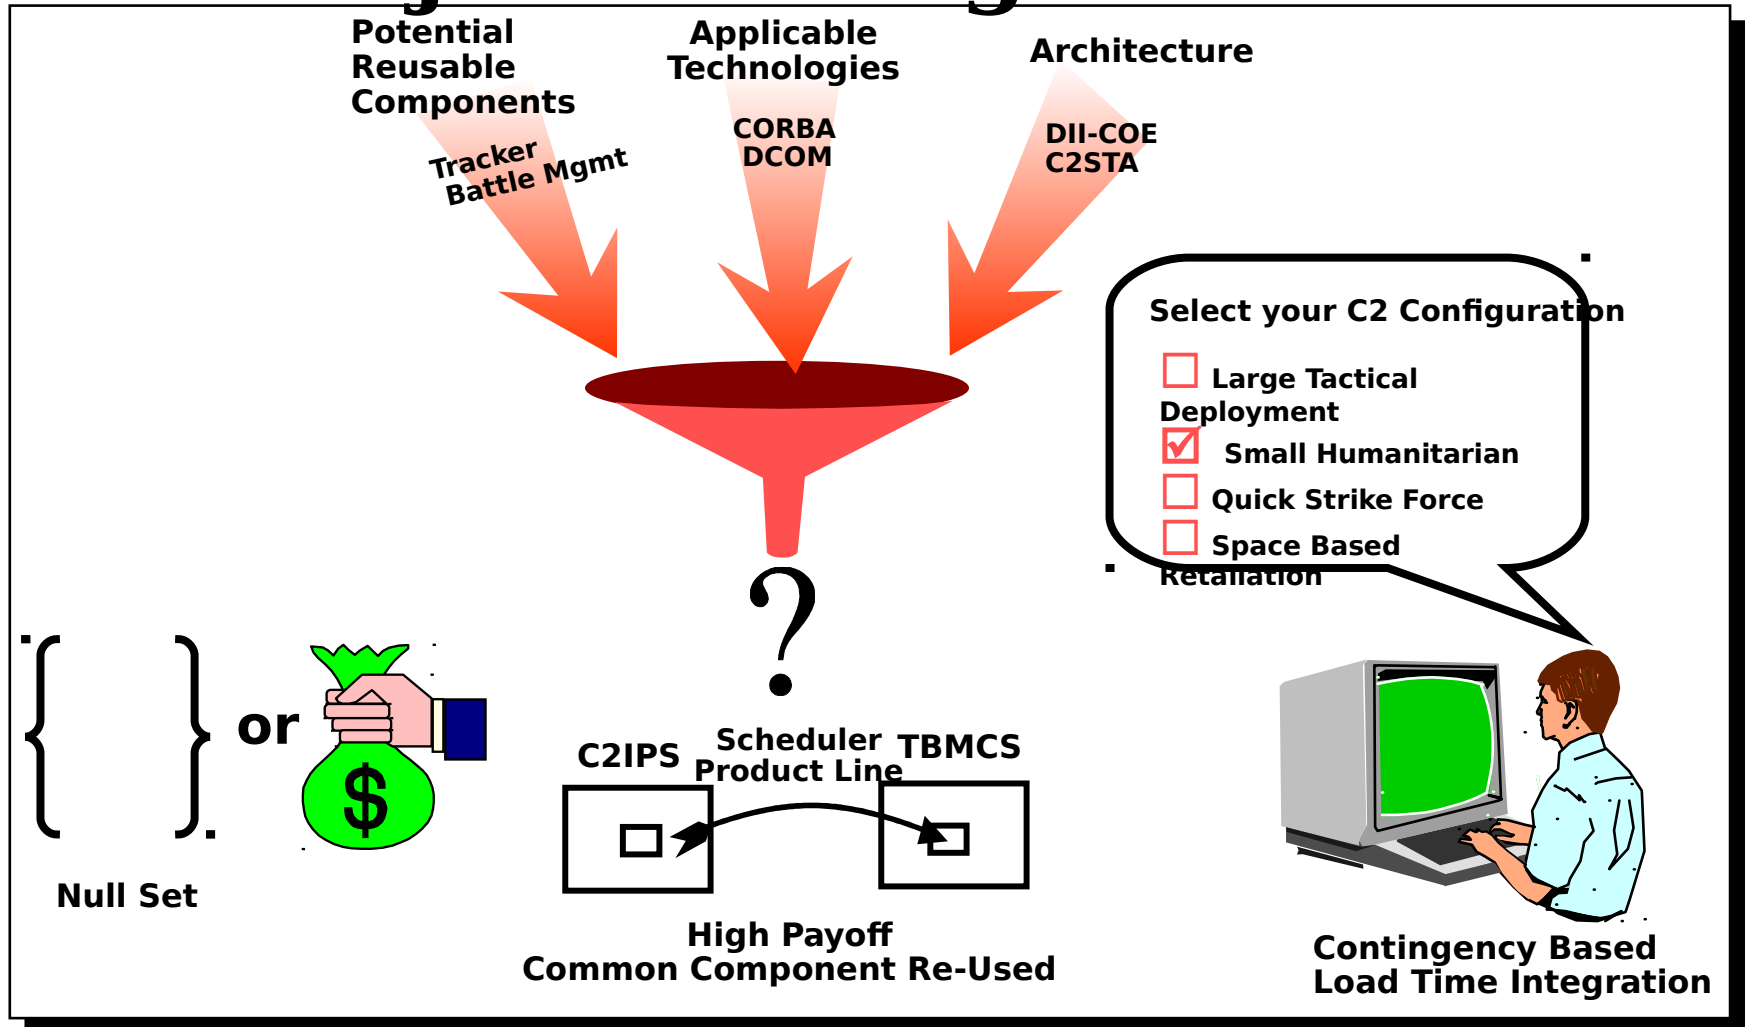 Potential
Reusable
Components
Applicable
Technologies
Architecture
Tracker
Battle Mgmt
CORBA
DCOM
DII-COE
C2STA
Select your C2 Configuration
Large Tactical
Deployment
Small Humanitarian
Quick Strike Force
Space Based
Retaliation
?
{ }
or
$
Null Set
C2IPS
Scheduler
Product Line
TBMCS
High Payoff
Common Component Re-Used
Contingency Based
Load Time Integration